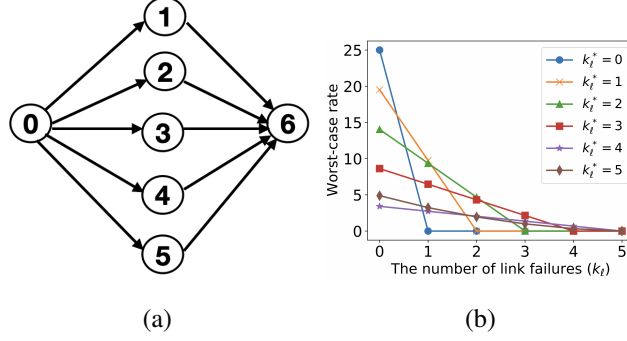 1
2
0
3
6
4
5
(a)
Worst-case rate
25
20
15
10
5
0
0 1 2 3 4 5
The number of link failures (kℓ)
kℓ* = 0
kℓ* = 1
kℓ* = 2
kℓ* = 3
kℓ* = 4
kℓ* = 5
(b)